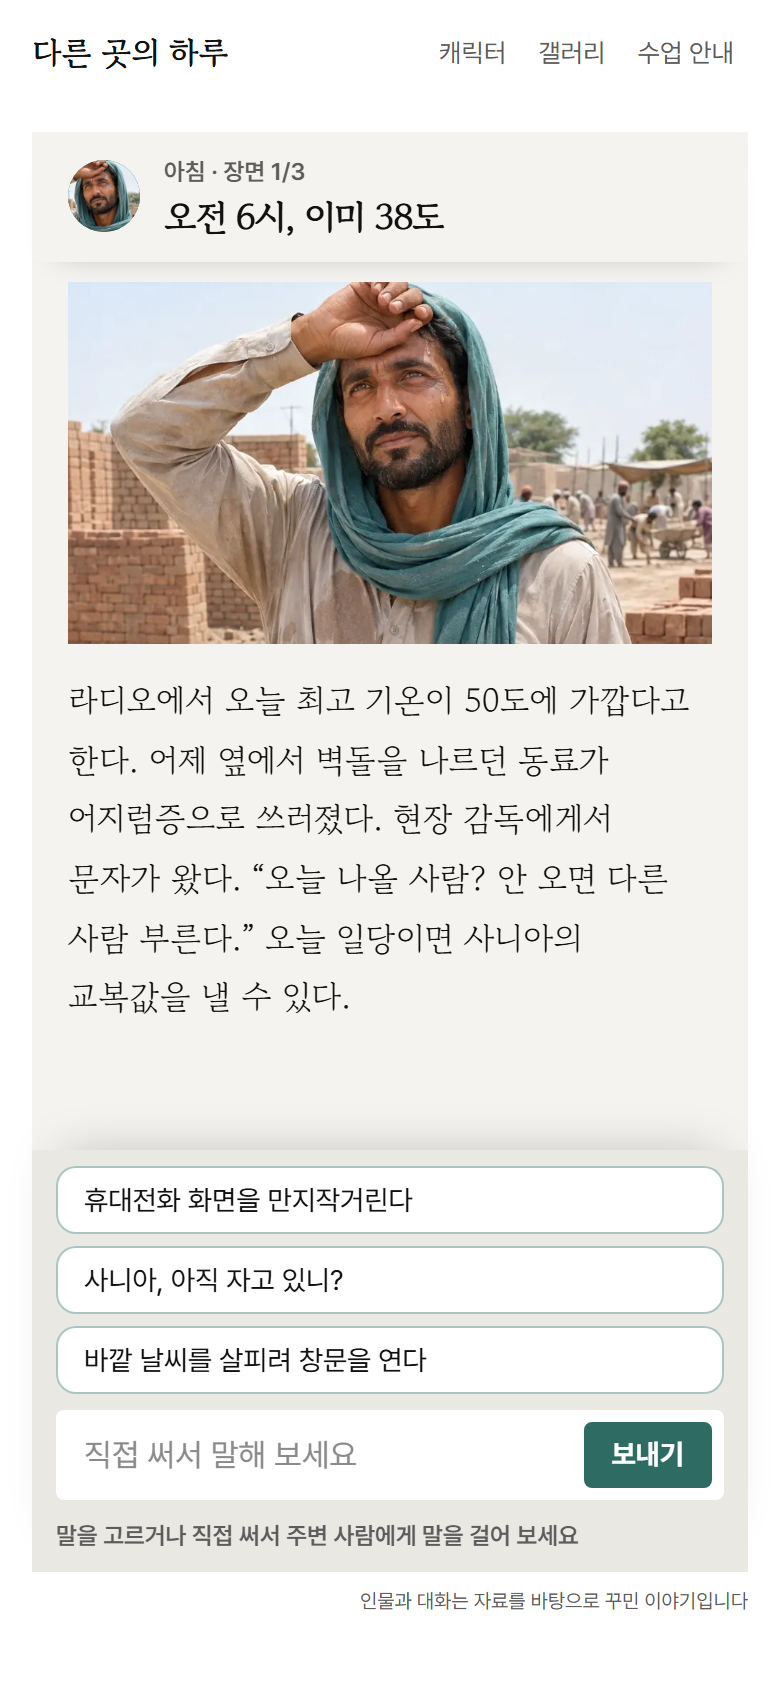 다른 곳의 하루
캐릭터 갤러리 수업 안내
아침 · 장면 1/3
오전 6시, 이미 38도
라디오에서 오늘 최고 기온이 50도에 가깝다고
한다. 어제 옆에서 벽돌을 나르던 동료가
어지럼증으로 쓰러졌다. 현장 감독에게서
문자가 왔다. “오늘 나올 사람? 안 오면 다른
사람 부른다.” 오늘 일당이면 사니아의
교복값을 낼 수 있다.
휴대전화 화면을 만지작거린다
사니아, 아직 자고 있니?
바깥 날씨를 살피려 창문을 연다
직접 써서 말해 보세요
보내기
말을 고르거나 직접 써서 주변 사람에게 말을 걸어 보세요
인물과 대화는 자료를 바탕으로 꾸민 이야기입니다